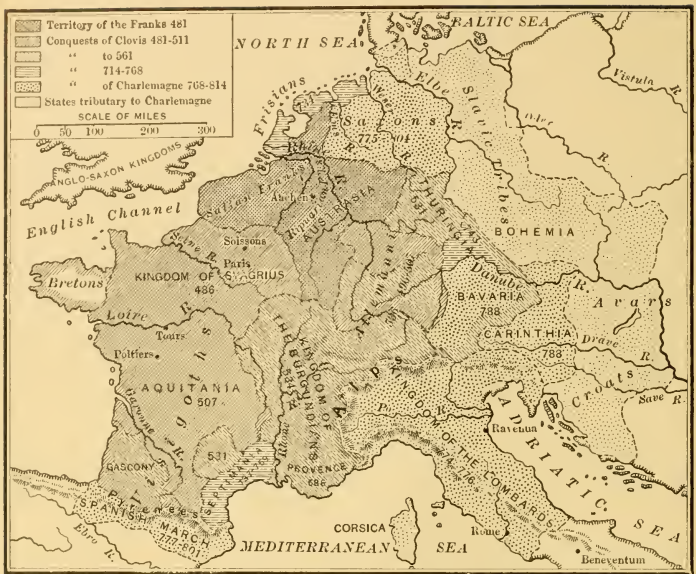 Territory of the Franks 481
Conquests of Clovis 481-511
" to 561
" 714-768
" of Charlemagne 768-814
States tributary to Charlemagne
SCALE OF MILES
0 50 100 200 300
NORTH SEA
BALTIC SEA
Vistula R
Oder R
Elbe R.
Slavic Tribes
Frisians
Weser R
Saxons
775 804
Rhine R
ANGLO-SAXON KINGDOMS
English Channel
Salian Franks
Aachen
Ripuarian
AUSTRASIA
THURINGIA
531
BOHEMIA
Seine R.
Soissons
Paris
KINGDOM OF SYAGRIUS
486
Bretons
Loire R
Tours
Poitiers
Alemanni
Danube R.
BAVARIA
788
CARINTHIA
788
Avars
Drave R.
Croats
Save R.
AQUITANIA
507
Visigoths
Garonne R
KINGDOM OF
THE BURGUNDIANS
534
Rhone
Alps
Po R.
KINGDOM OF THE LOMBARDS
Ravenna
ADRIATIC SEA
531
GASCONY
SEPTIMANIA
PROVENCE
Pyrenees
SPANISH MARCH
Ebro R.
CORSICA
MEDITERRANEAN SEA
Rome
Beneventum